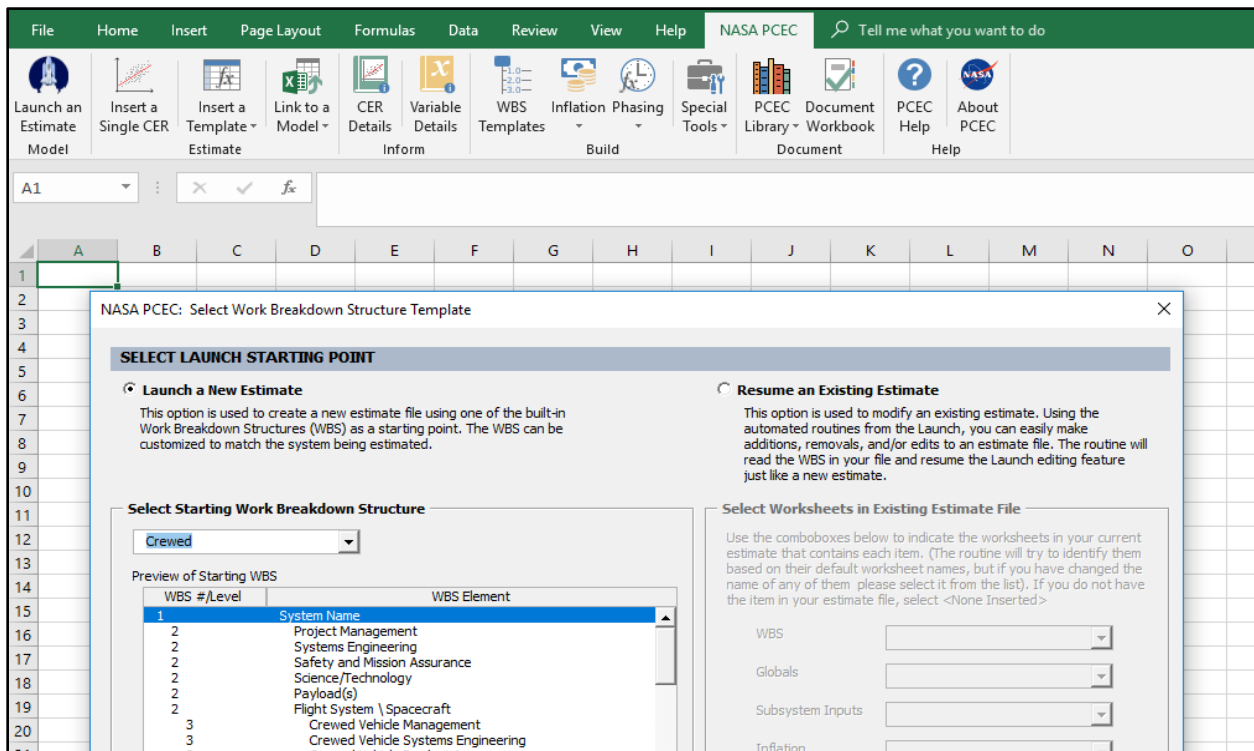 File Home Insert Page Layout Formulas Data Review View Help NASA PCEC Tell me what you want to do
Launch an Estimate
Insert a Single CER
Insert a Template
Link to a Model
CER Details
Variable Details
WBS Templates
Inflation
Phasing
Special Tools
PCEC Library
Document Workbook
PCEC Help
NASA
About PCEC
Model Estimate Inform Build Document Help
A1 fx
A B C D E F G H I J K L M N O
1
2
3
4
5
6
7
8
9
10
11
12
13
14
15
16
17
18
19
20
NASA PCEC: Select Work Breakdown Structure Template
SELECT LAUNCH STARTING POINT
Launch a New Estimate
This option is used to create a new estimate file using one of the built-in
Work Breakdown Structures (WBS) as a starting point. The WBS can be
customized to match the system being estimated.
Resume an Existing Estimate
This option is used to modify an existing estimate. Using the
automated routines from the Launch, you can easily make
additions, removals, and/or edits to an estimate file. The routine will
read the WBS in your file and resume the Launch editing feature
just like a new estimate.
Select Starting Work Breakdown Structure
Crewed
Preview of Starting WBS
WBS #/Level WBS Element
1 System Name
2 Project Management
2 Systems Engineering
2 Safety and Mission Assurance
2 Science/Technology
2 Payload(s)
2 Flight System \ Spacecraft
3 Crewed Vehicle Management
3 Crewed Vehicle Systems Engineering
Select Worksheets in Existing Estimate File
Use the comboboxes below to indicate the worksheets in your current
estimate that contains each item. (The routine will try to identify them
based on their default worksheet names, but if you have changed the
name of any of them please select it from the list). If you do not have
the item in your estimate file, select <None Inserted>
WBS
Globals
Subsystem Inputs
Inflation